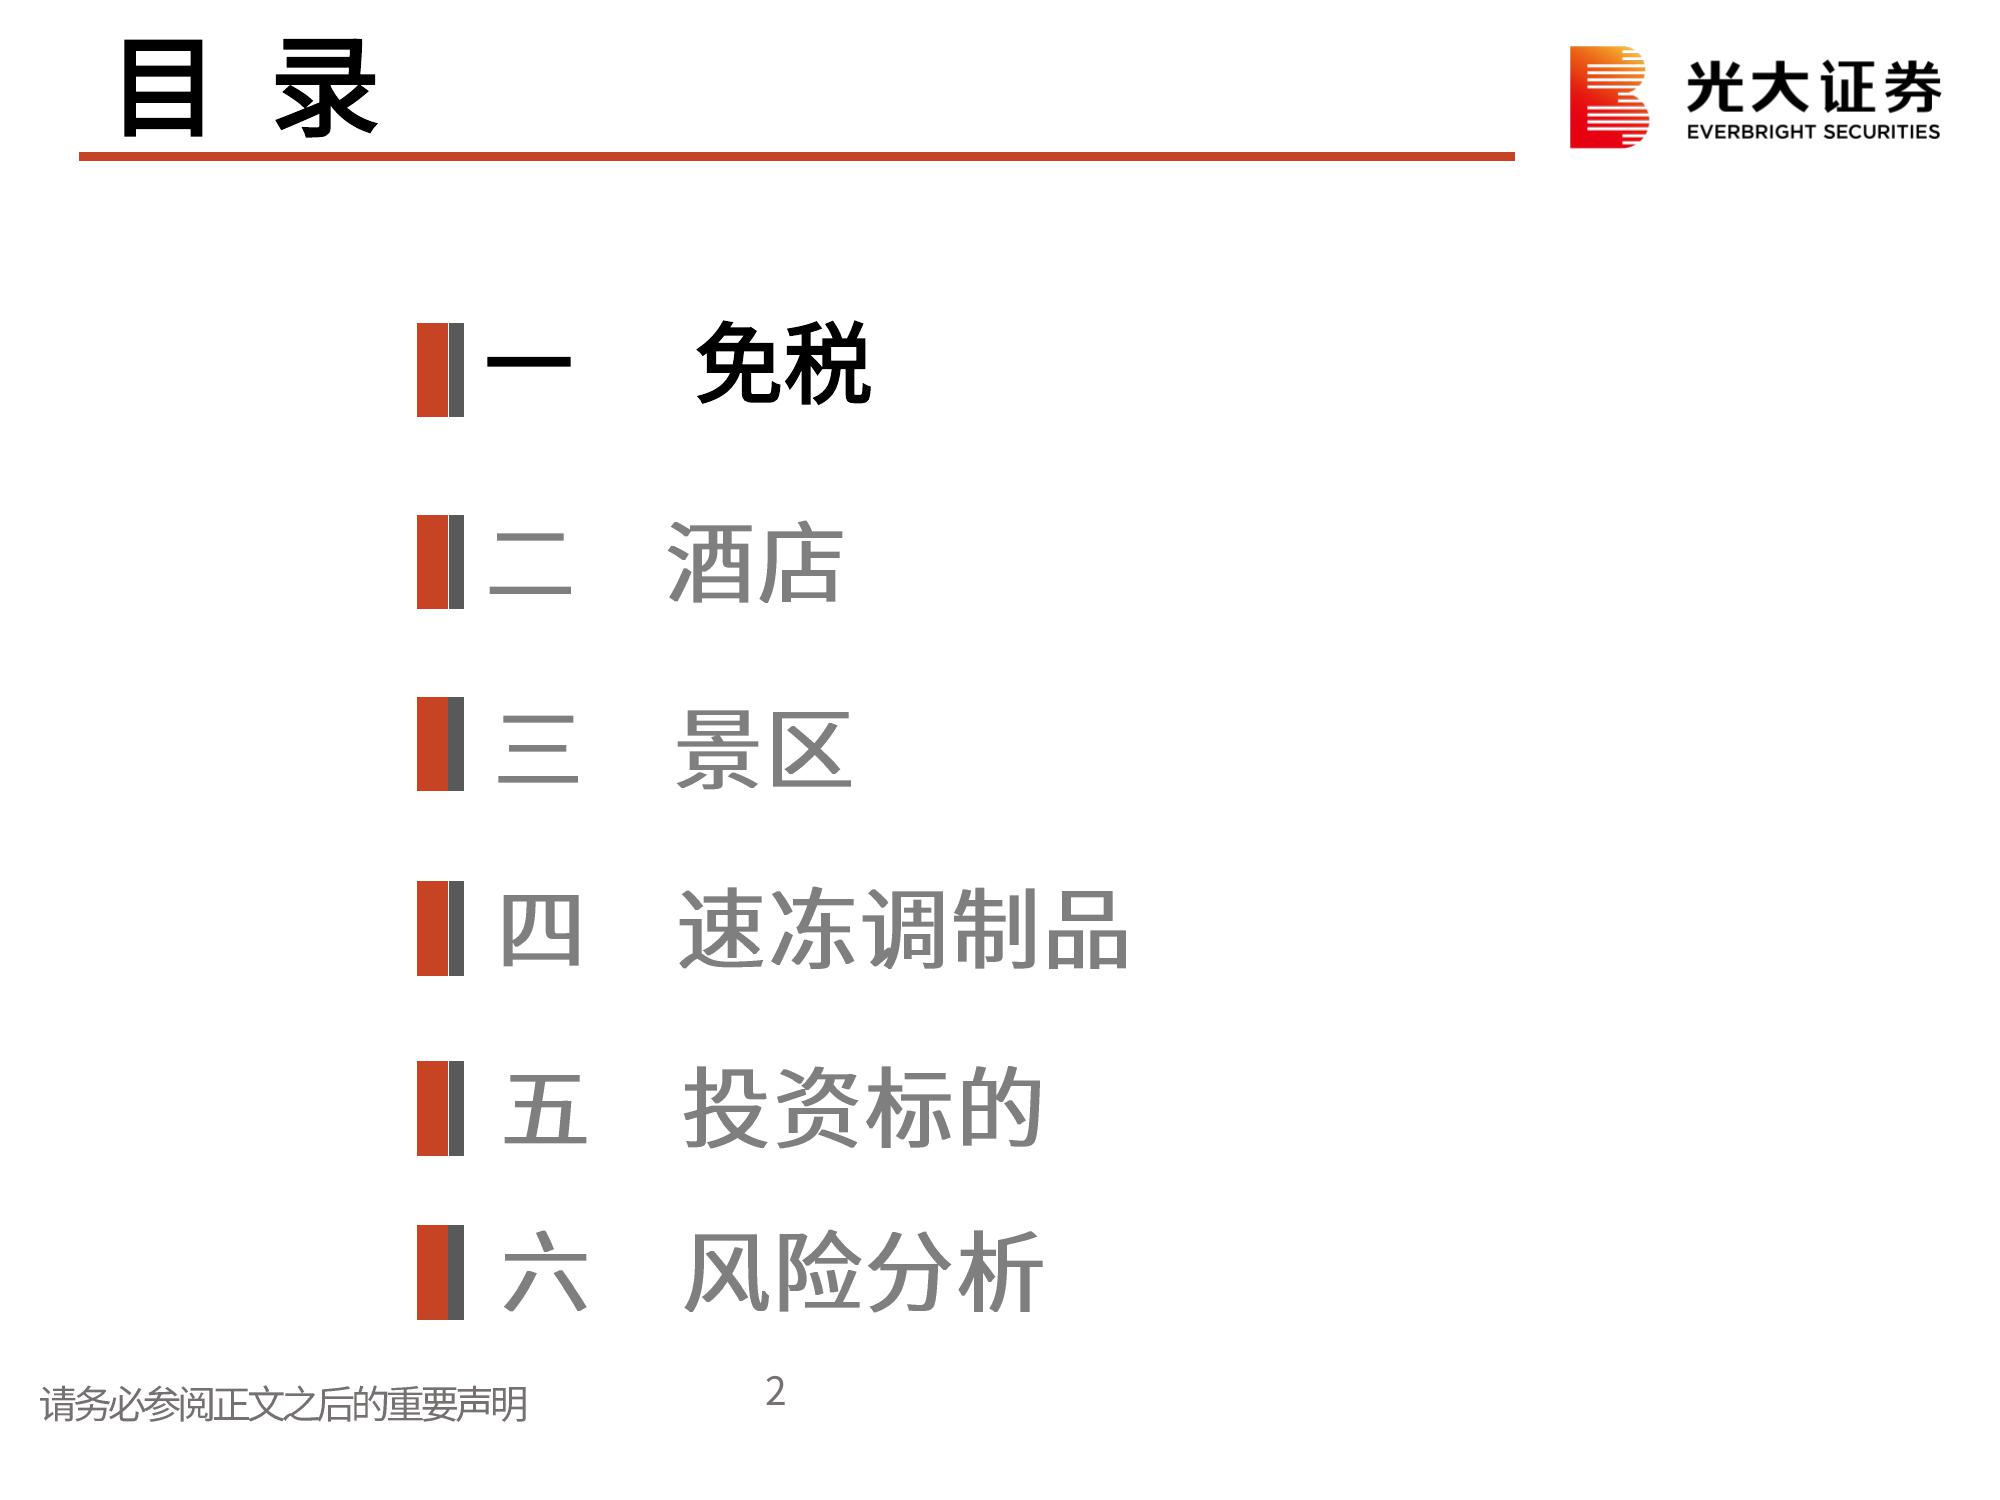 目 录
光大证券
EVERBRIGHT SECURITIES
一 免税
二 酒店
三 景区
四 速冻调制品
五 投资标的
六 风险分析
请务必参阅正文之后的重要声明
2